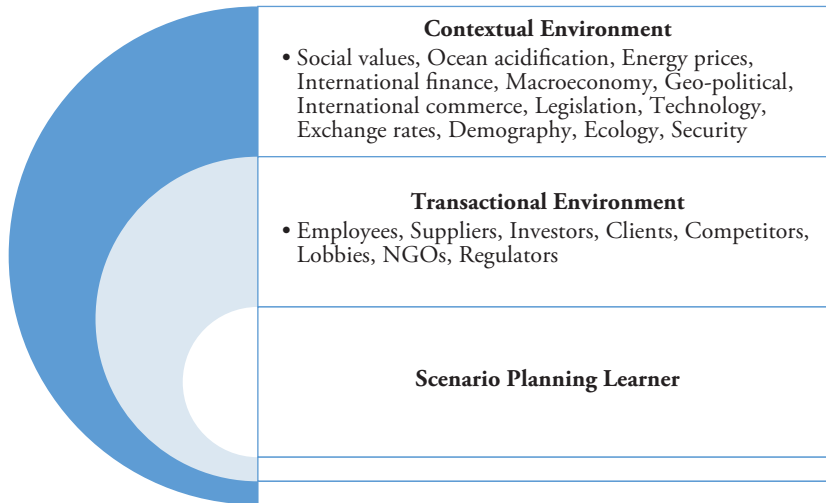 Contextual Environment
• Social values, Ocean acidification, Energy prices,
International finance, Macroeconomy, Geo-political,
International commerce, Legislation, Technology,
Exchange rates, Demography, Ecology, Security
Transactional Environment
• Employees, Suppliers, Investors, Clients, Competitors,
Lobbies, NGOs, Regulators
Scenario Planning Learner